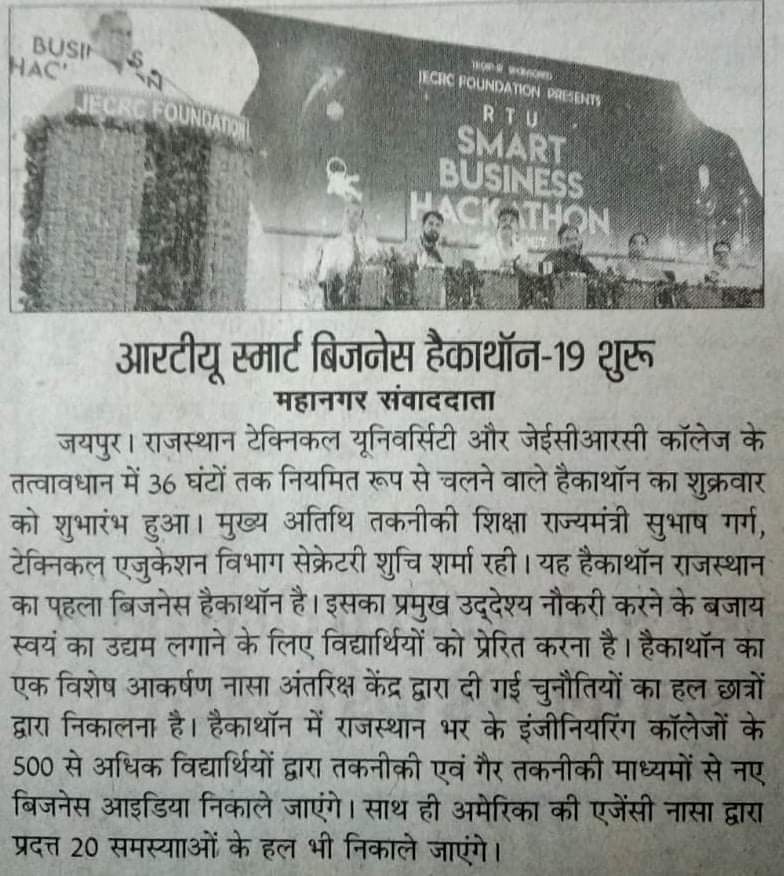 BUSI S
HAC N
JECRC FOUNDATION
JECRC FOUNDATION PRESENTS
RTU
SMART
BUSINESS
HACKATHON
आरटीयू स्मार्ट बिजनेस हैकाथॉन-19 शुरू
महानगर संवाददाता
जयपुर। राजस्थान टेक्निकल यूनिवर्सिटी और जेईसीआरसी कॉलेज के
तत्वावधान में 36 घंटों तक नियमित रूप से चलने वाले हैकाथॉन का शुक्रवार
को शुभारंभ हुआ। मुख्य अतिथि तकनीकी शिक्षा राज्यमंत्री सुभाष गर्ग,
टेक्निकल एजुकेशन विभाग सेक्रेटरी शुचि शर्मा रही। यह हैकाथॉन राजस्थान
का पहला बिजनेस हैकाथॉन है। इसका प्रमुख उद्देश्य नौकरी करने के बजाय
स्वयं का उद्यम लगाने के लिए विद्यार्थियों को प्रेरित करना है। हैकाथॉन का
एक विशेष आकर्षण नासा अंतरिक्ष केंद्र द्वारा दी गई चुनौतियों का हल छात्रों
द्वारा निकालना है। हैकाथॉन में राजस्थान भर के इंजीनियरिंग कॉलेजों के
500 से अधिक विद्यार्थियों द्वारा तकनीकी एवं गैर तकनीकी माध्यमों से नए
बिजनेस आइडिया निकाले जाएंगे। साथ ही अमेरिका की एजेंसी नासा द्वारा
प्रदत्त 20 समस्यााओं के हल भी निकाले जाएंगे।